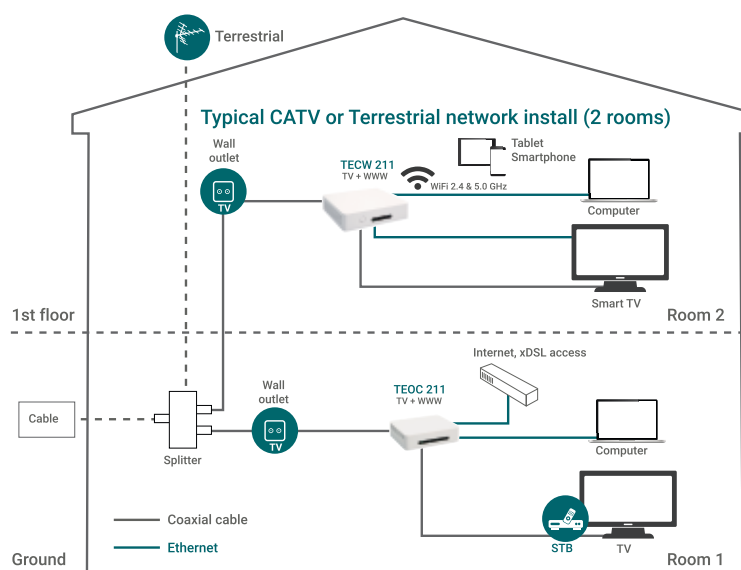 Terrestrial
Typical CATV or Terrestrial network install (2 rooms)
Wall
outlet
TV
TECW 211
TV + WWW
WiFi 2.4 & 5.0 GHz
Tablet
Smartphone
Computer
Smart TV
1st floor
Room 2
Internet, xDSL access
Cable
Splitter
Wall
outlet
TV
TEOC 211
TV + WWW
Computer
Coaxial cable
Ethernet
STB
TV
Ground
Room 1